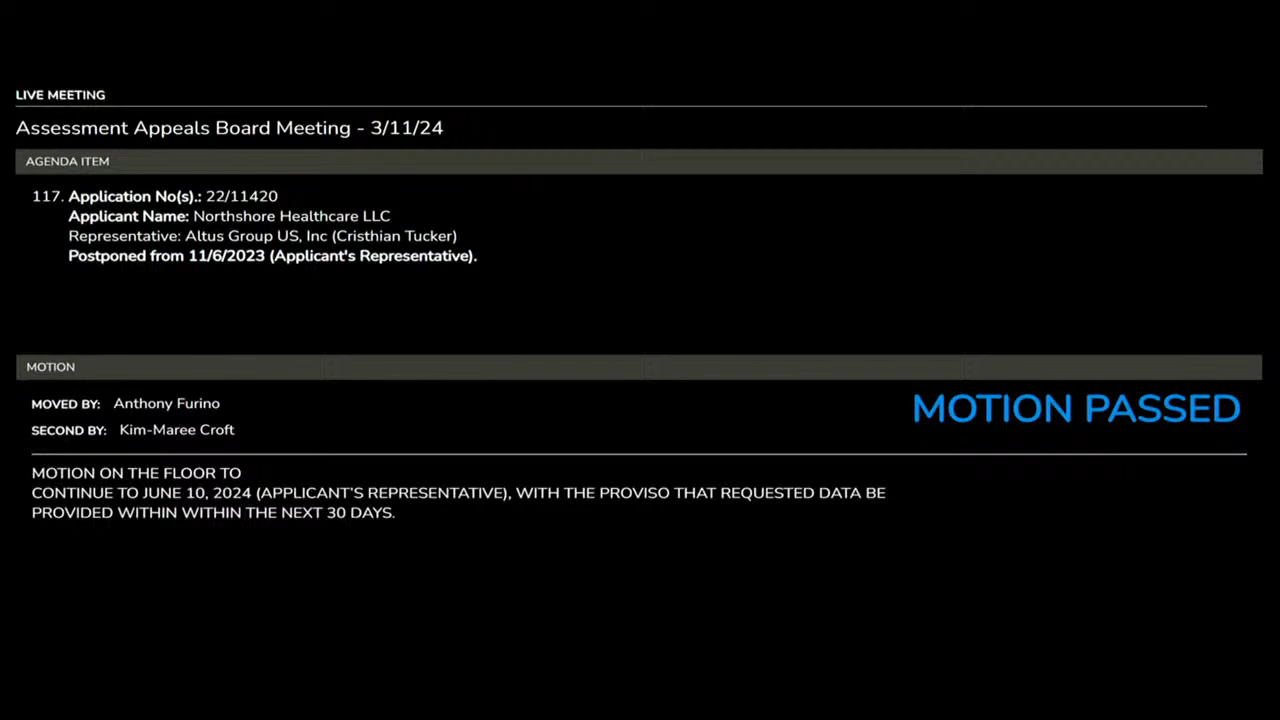 LIVE MEETING
Assessment Appeals Board Meeting - 3/11/24
AGENDA ITEM
117. Application No(s).: 22/11420
Applicant Name: Northshore Healthcare LLC
Representative: Altus Group US, Inc (Cristhian Tucker)
Postponed from 11/6/2023 (Applicant's Representative).
MOTION
MOVED BY: Anthony Furino
MOTION PASSED
SECOND BY: Kim-Maree Croft
MOTION ON THE FLOOR TO
CONTINUE TO JUNE 10, 2024 (APPLICANT'S REPRESENTATIVE), WITH THE PROVISO THAT REQUESTED DATA BE
PROVIDED WITHIN WITHIN THE NEXT 30 DAYS.